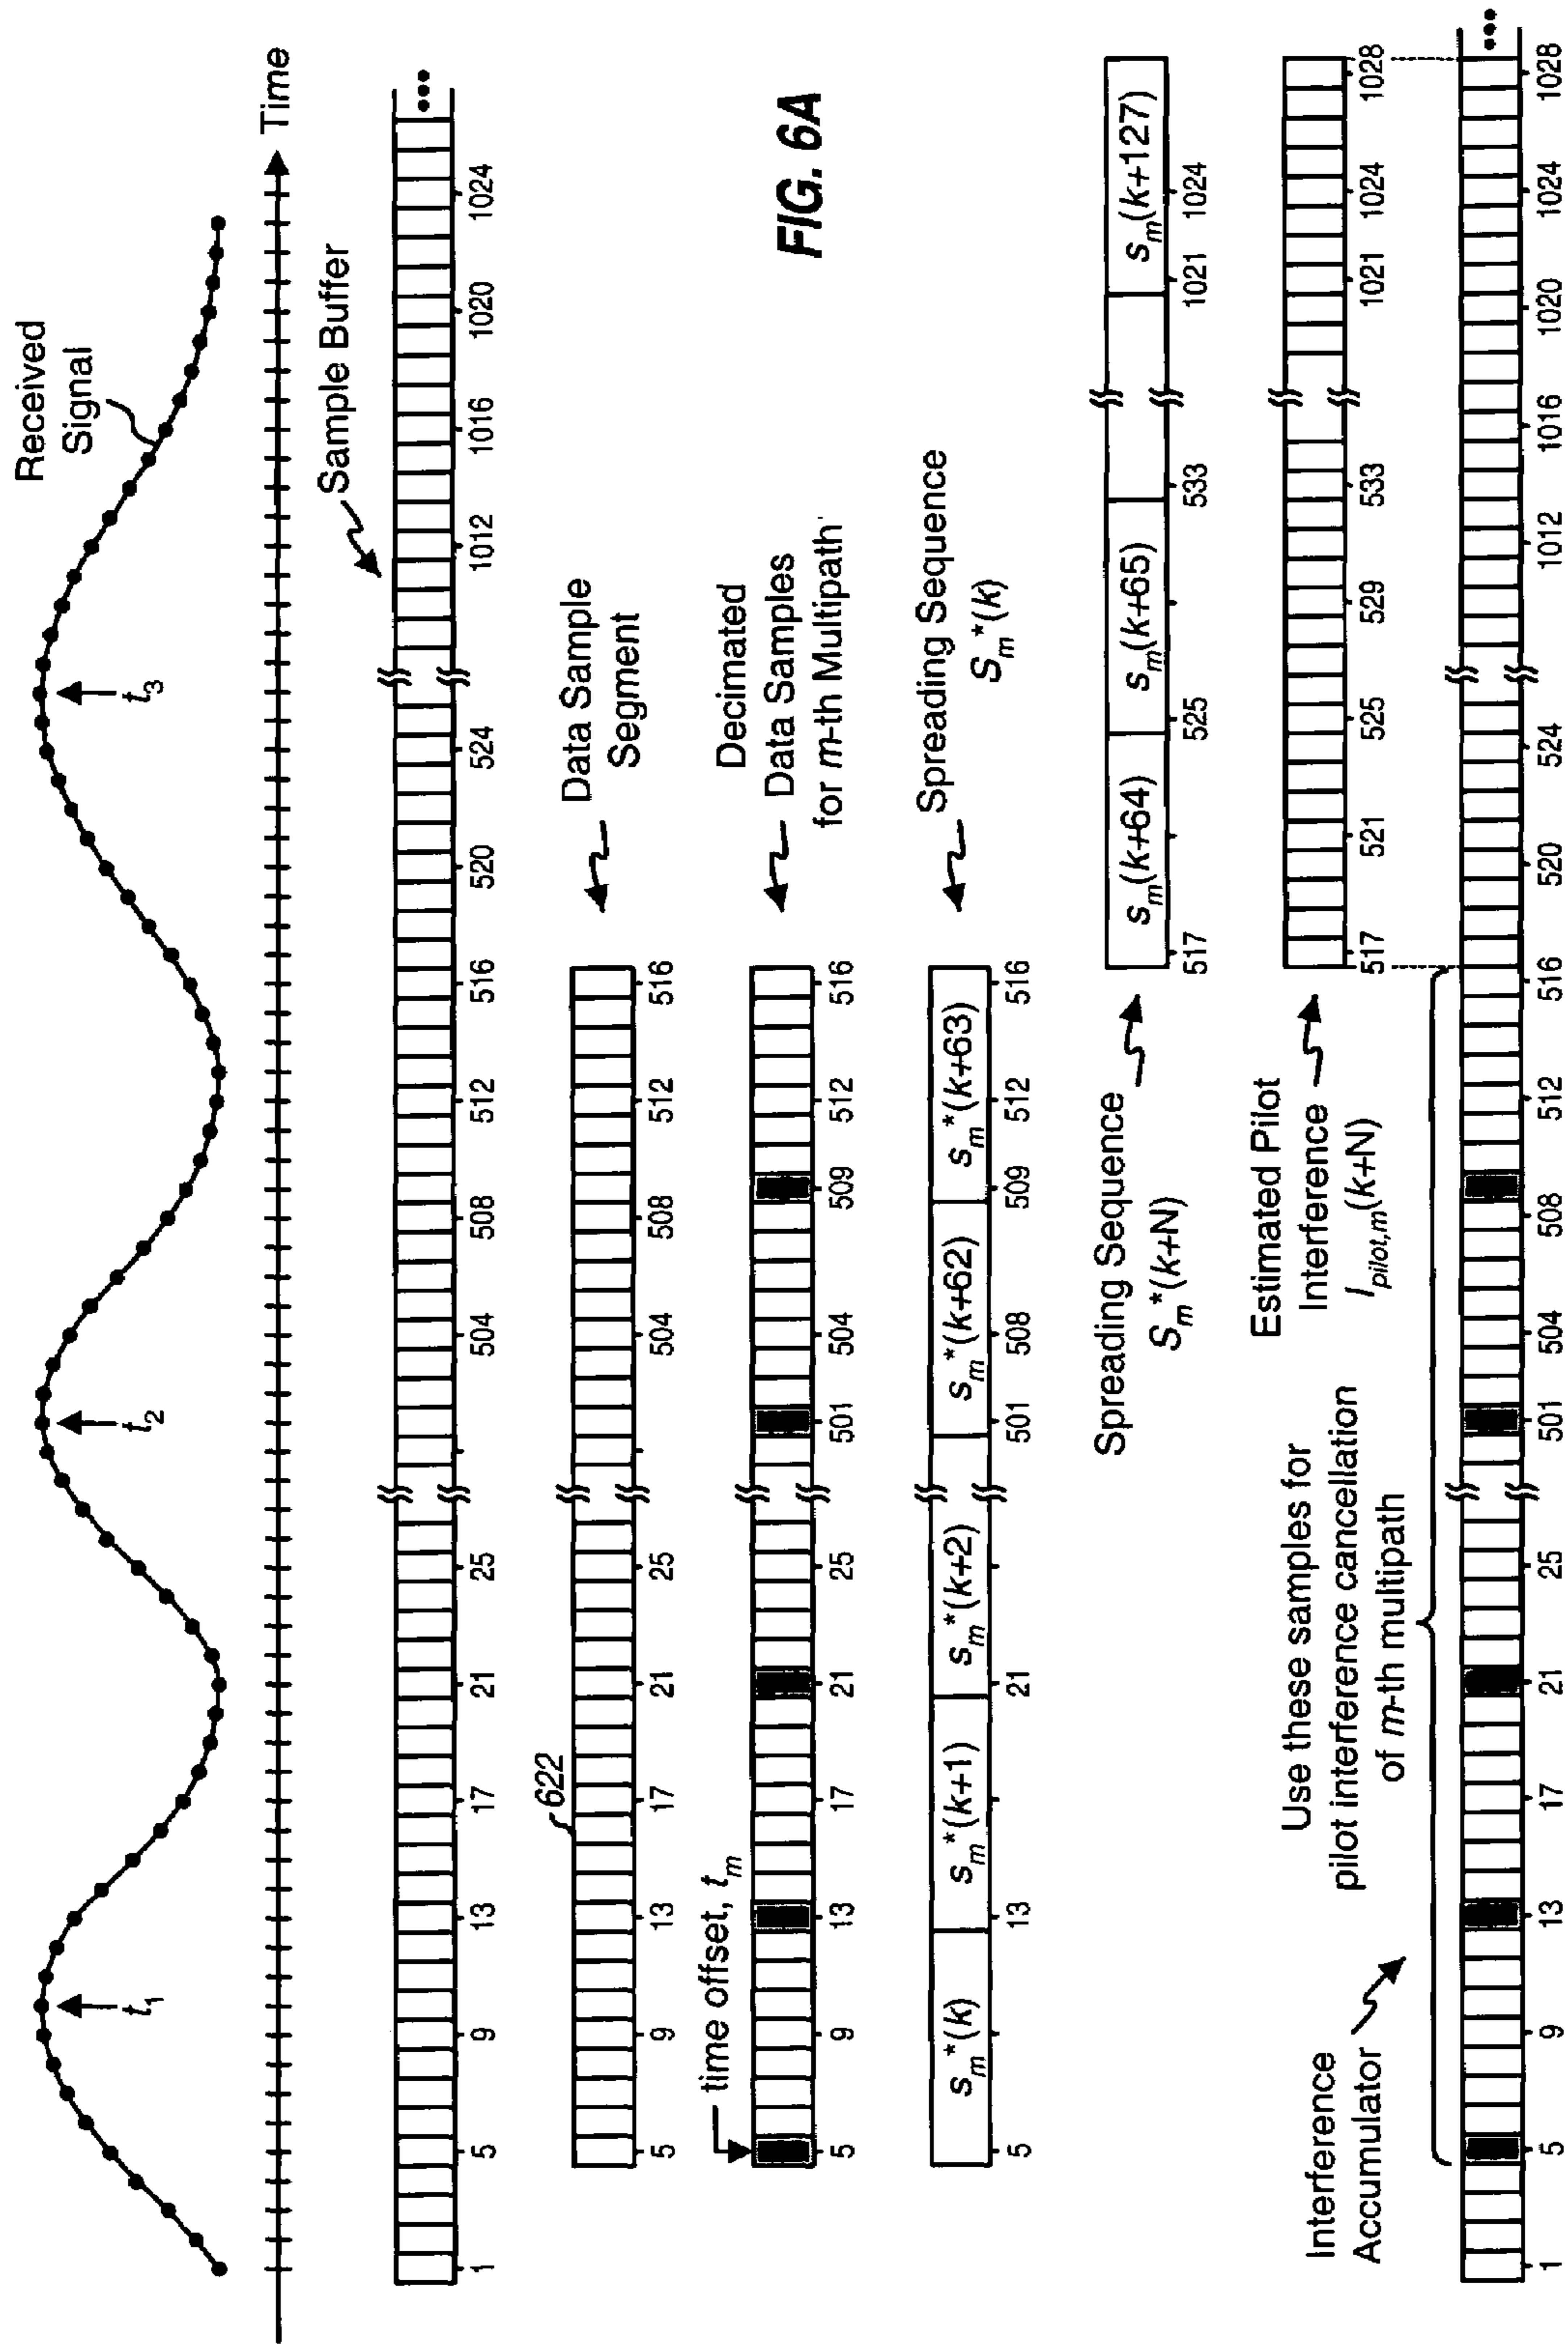 Received
Signal
t1
t2
t3
Time
Sample Buffer
1 5 9 13 17 21 25 504 508 512 516 520 524 1012 1016 1020 1024 •••
622
Data Sample
Segment
5 9 13 17 21 25 504 508 512 516
time offset, tm
Decimated
Data Samples
for m-th Multipath
5 9 13 17 21 25 501 504 509 512 516
Spreading Sequence
Sm*(k)
sm*(k) sm*(k+1) sm*(k+2) sm*(k+62) sm*(k+63)
5 13 21 501 508 509 512 516
FIG. 6A
Spreading Sequence
Sm*(k+N)
sm(k+64) sm(k+65) sm(k+127)
517 525 533 1021 1024
Estimated Pilot
Interference
Ipilot,m(k+N)
517 521 525 529 533 1021 1024 1028
Interference
Accumulator
Use these samples for
pilot interference cancellation
of m-th multipath
1 5 9 13 17 21 25 501 504 508 512 516 520 524 1012 1016 1020 1024 1028 •••